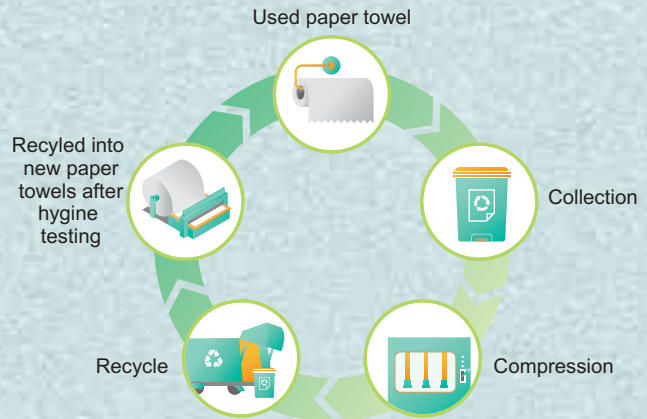 Used paper towel
Collection
Compression
Recycle
Recyled into
new paper
towels after
hygine
testing